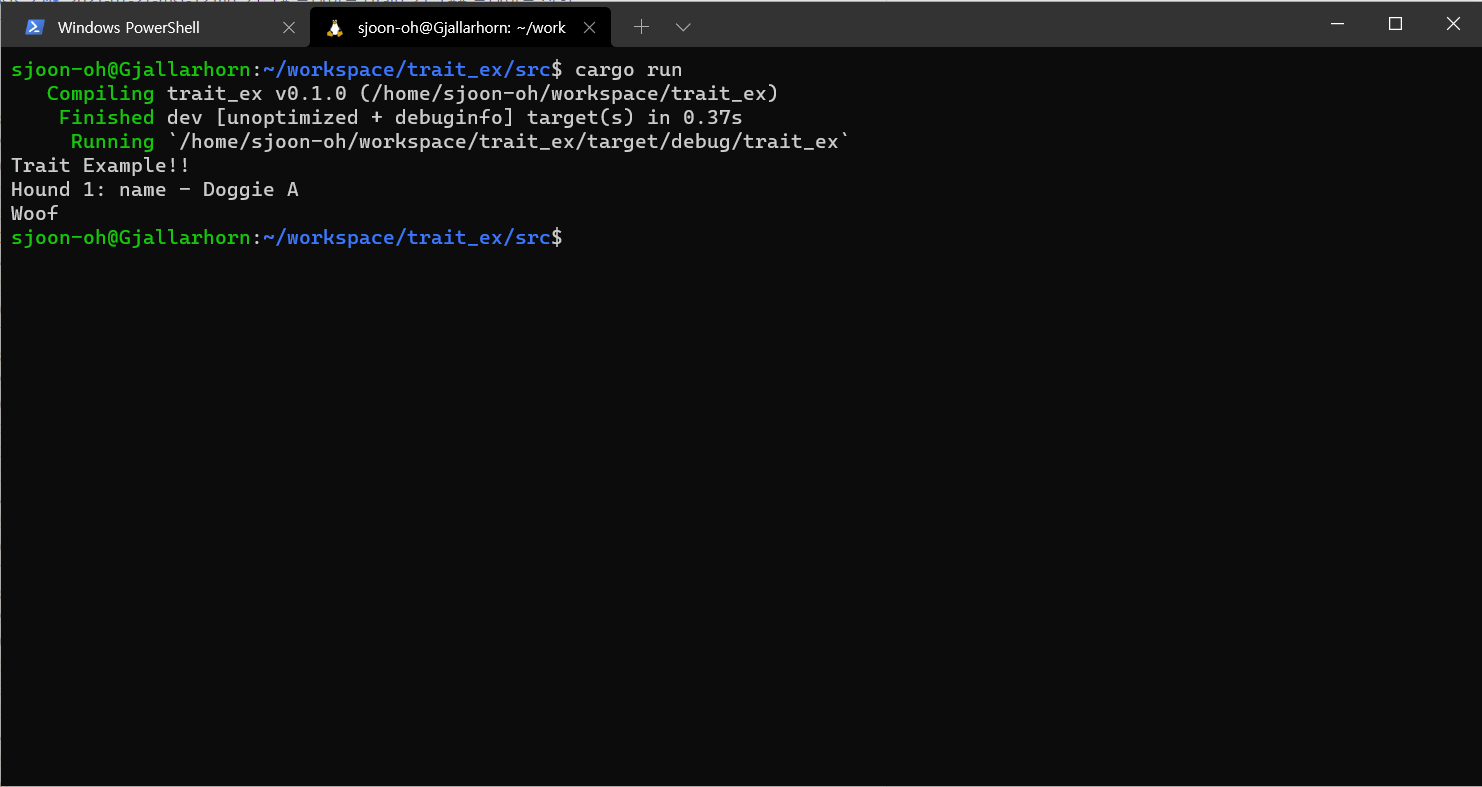 Windows PowerShell
sjoon-oh@Gjallarhorn: ~/work
sjoon-oh@Gjallarhorn:~/workspace/trait_ex/src$ cargo run
   Compiling trait_ex v0.1.0 (/home/sjoon-oh/workspace/trait_ex)
    Finished dev [unoptimized + debuginfo] target(s) in 0.37s
     Running `/home/sjoon-oh/workspace/trait_ex/target/debug/trait_ex`
Trait Example!!
Hound 1: name - Doggie A
Woof
sjoon-oh@Gjallarhorn:~/workspace/trait_ex/src$